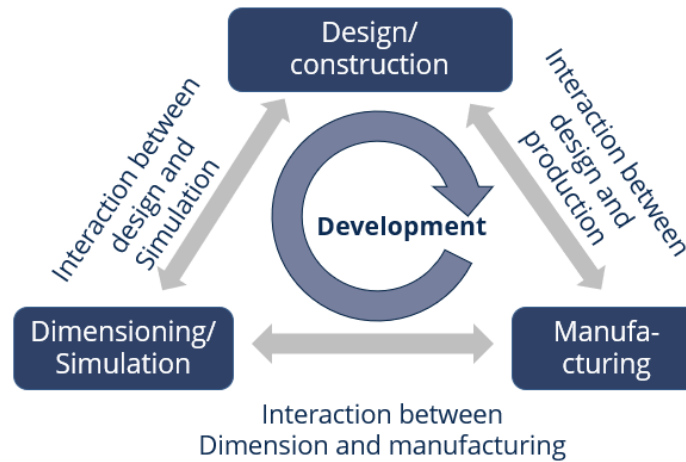 Design/
construction
Interaction between
design and
Simulation
Interaction between
design and
production
Development
Dimensioning/
Simulation
Manufa-
cturing
Interaction between
Dimension and manufacturing